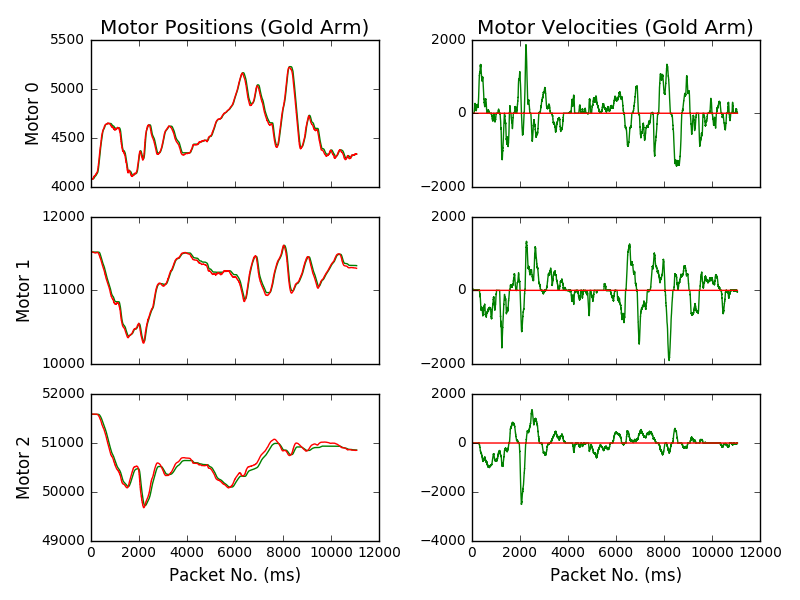 Motor Positions (Gold Arm)
Motor Velocities (Gold Arm)
Motor 0
5500
5000
4500
4000
2000
0
−2000
Motor 1
12000
11000
10000
2000
0
−2000
Motor 2
52000
51000
50000
49000
2000
0
−2000
−4000
0 2000 4000 6000 8000 10000 12000
0 2000 4000 6000 8000 10000 12000
Packet No. (ms)
Packet No. (ms)